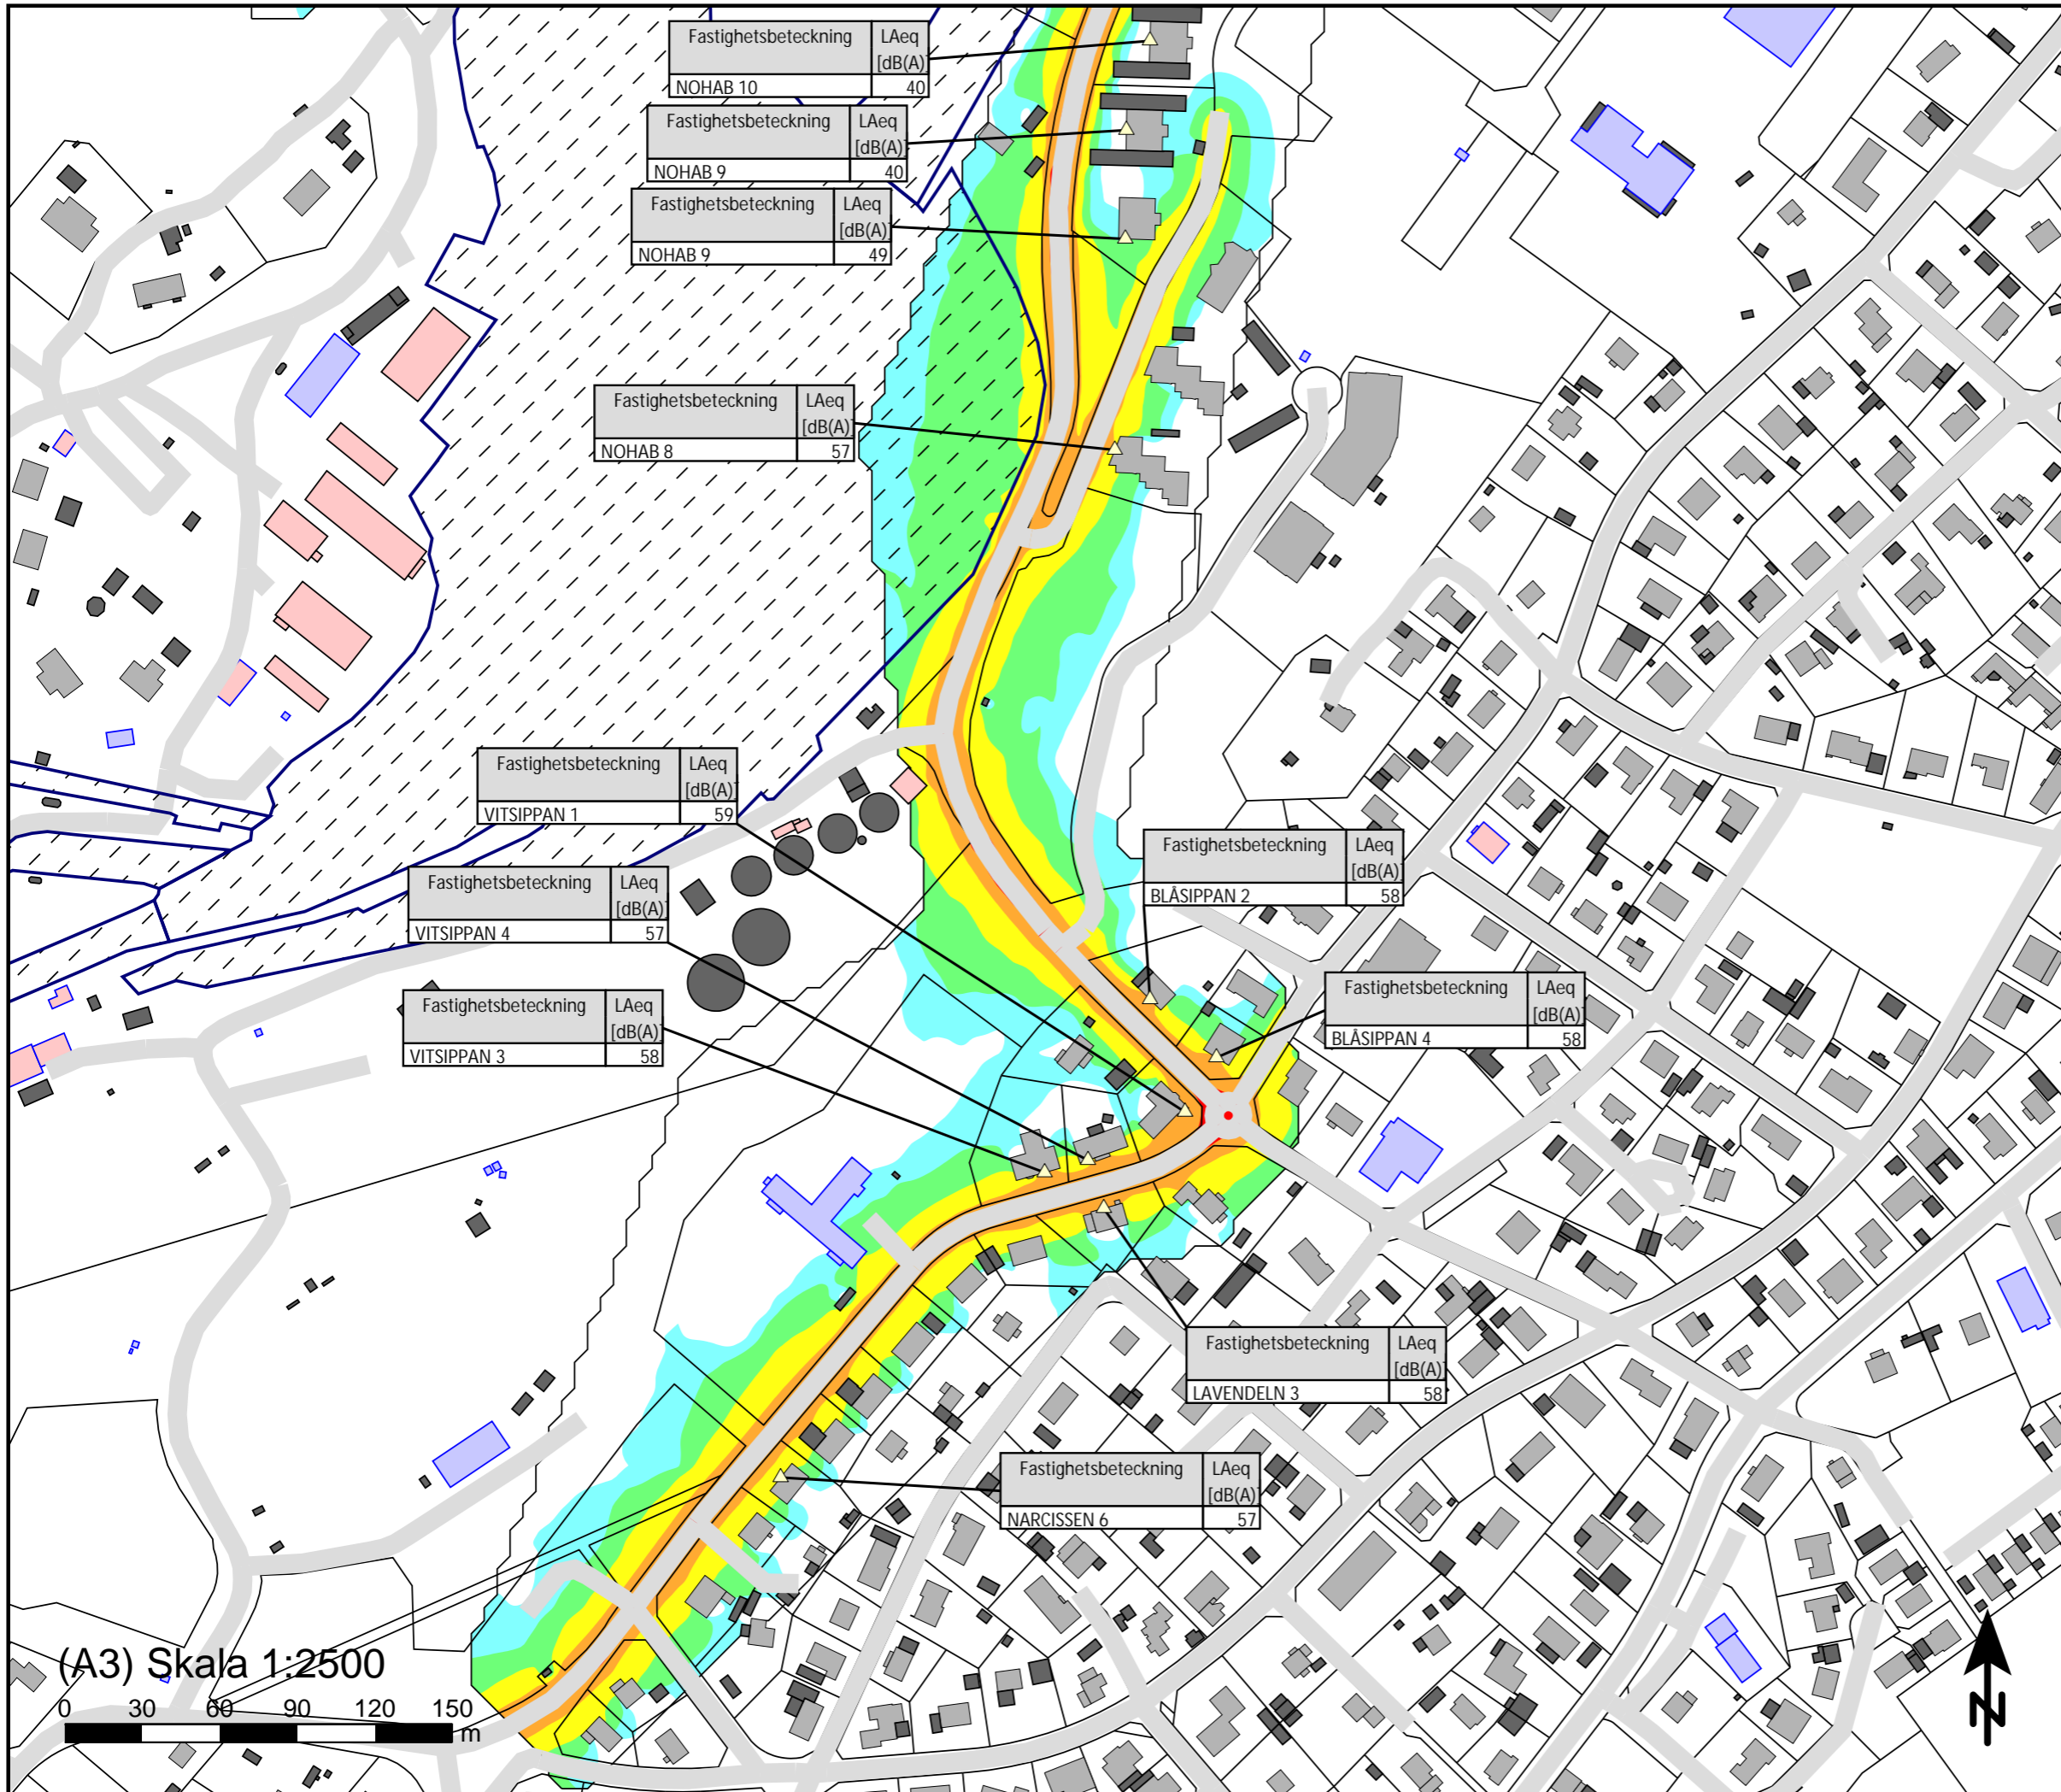 Fastighetsbeteckning LAeq
[dB(A)]
NOHAB 10 40
Fastighetsbeteckning LAeq
[dB(A)]
NOHAB 9 40
Fastighetsbeteckning LAeq
[dB(A)]
NOHAB 9 49
Fastighetsbeteckning LAeq
[dB(A)]
NOHAB 8 57
Fastighetsbeteckning LAeq
[dB(A)]
VITSIPPAN 1 59
Fastighetsbeteckning LAeq
[dB(A)]
BLÅSIPPAN 2 58
Fastighetsbeteckning LAeq
[dB(A)]
VITSIPPAN 4 57
Fastighetsbeteckning LAeq
[dB(A)]
BLÅSIPPAN 4 58
Fastighetsbeteckning LAeq
[dB(A)]
VITSIPPAN 3 58
Fastighetsbeteckning LAeq
[dB(A)]
LAVENDELN 3 58
Fastighetsbeteckning LAeq
[dB(A)]
NARCISSEN 6 57
(A3) Skala 1:2500
0 30 60 90 120 150
m
N